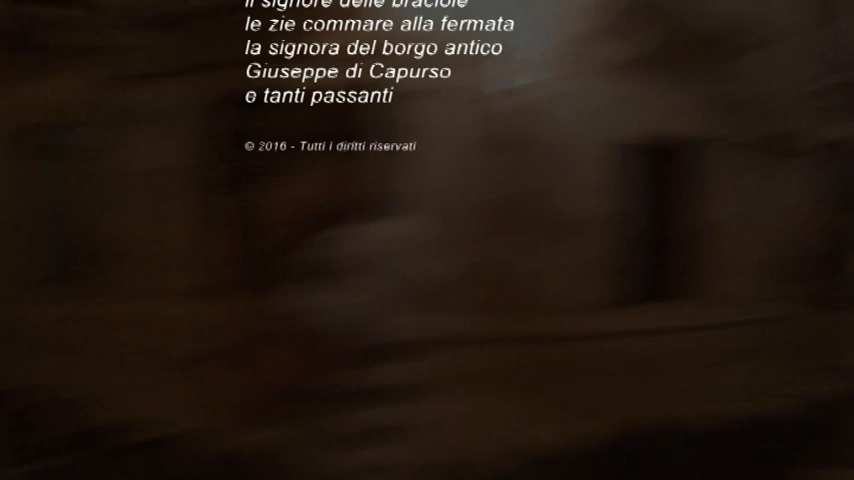 il signore delle braciole
le zie commare alla fermata
la signora del borgo antico
Giuseppe di Capurso
e tanti passanti
© 2016 - Tutti i diritti riservati